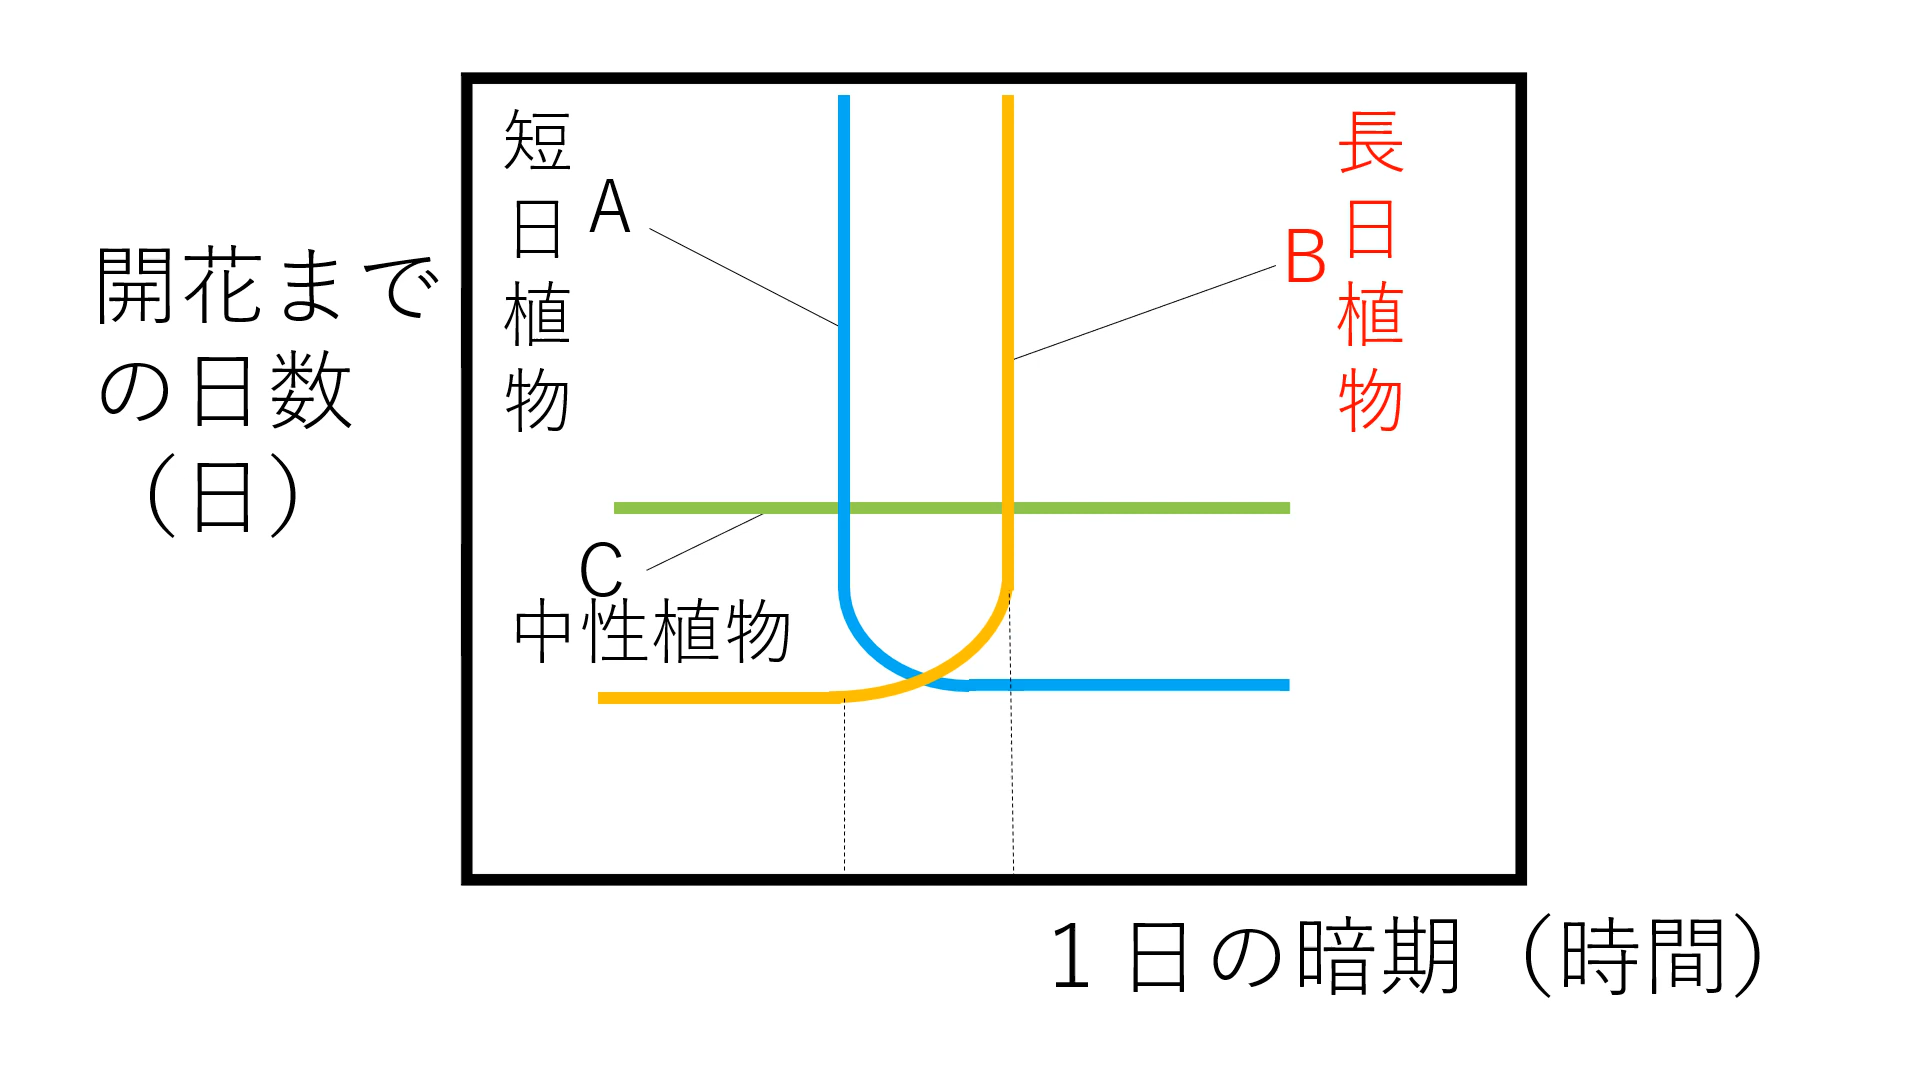 開花まで
の日数
（日）
短日植物
A
B
長日植物
C
中性植物
１日の暗期（時間）